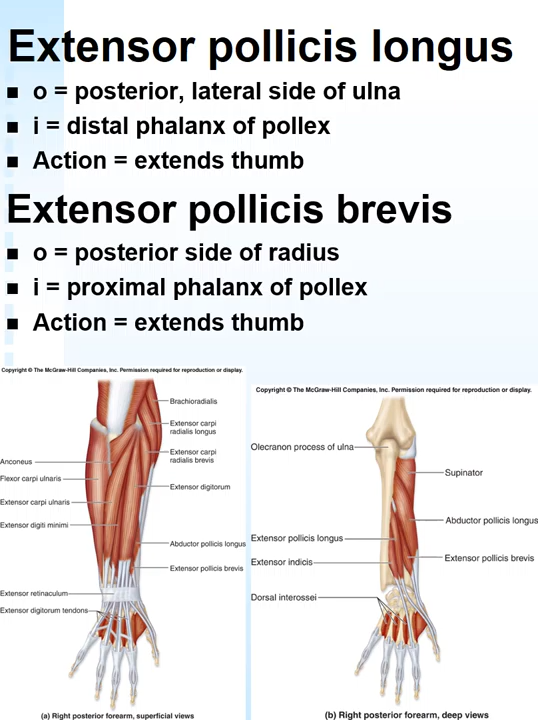 Extensor pollicis longus
■ o = posterior, lateral side of ulna
■ i = distal phalanx of pollex
■ Action = extends thumb
Extensor pollicis brevis
■ o = posterior side of radius
■ i = proximal phalanx of pollex
■ Action = extends thumb
Copyright © The McGraw-Hill Companies, Inc. Permission required for reproduction or display.
Brachioradialis
Extensor carpi
radialis longus
Extensor carpi
radialis brevis
Anconeus
Flexor carpi ulnaris
Extensor digitorum
Extensor carpi ulnaris
Extensor digiti minimi
Abductor pollicis longus
Extensor pollicis brevis
Extensor retinaculum
Extensor digitorum tendons
(a) Right posterior forearm, superficial views
Copyright © The McGraw-Hill Companies, Inc. Permission required for reproduction or display.
Olecranon process of ulna
Supinator
Abductor pollicis longus
Extensor pollicis longus
Extensor pollicis brevis
Extensor indicis
Dorsal interossei
(b) Right posterior forearm, deep views